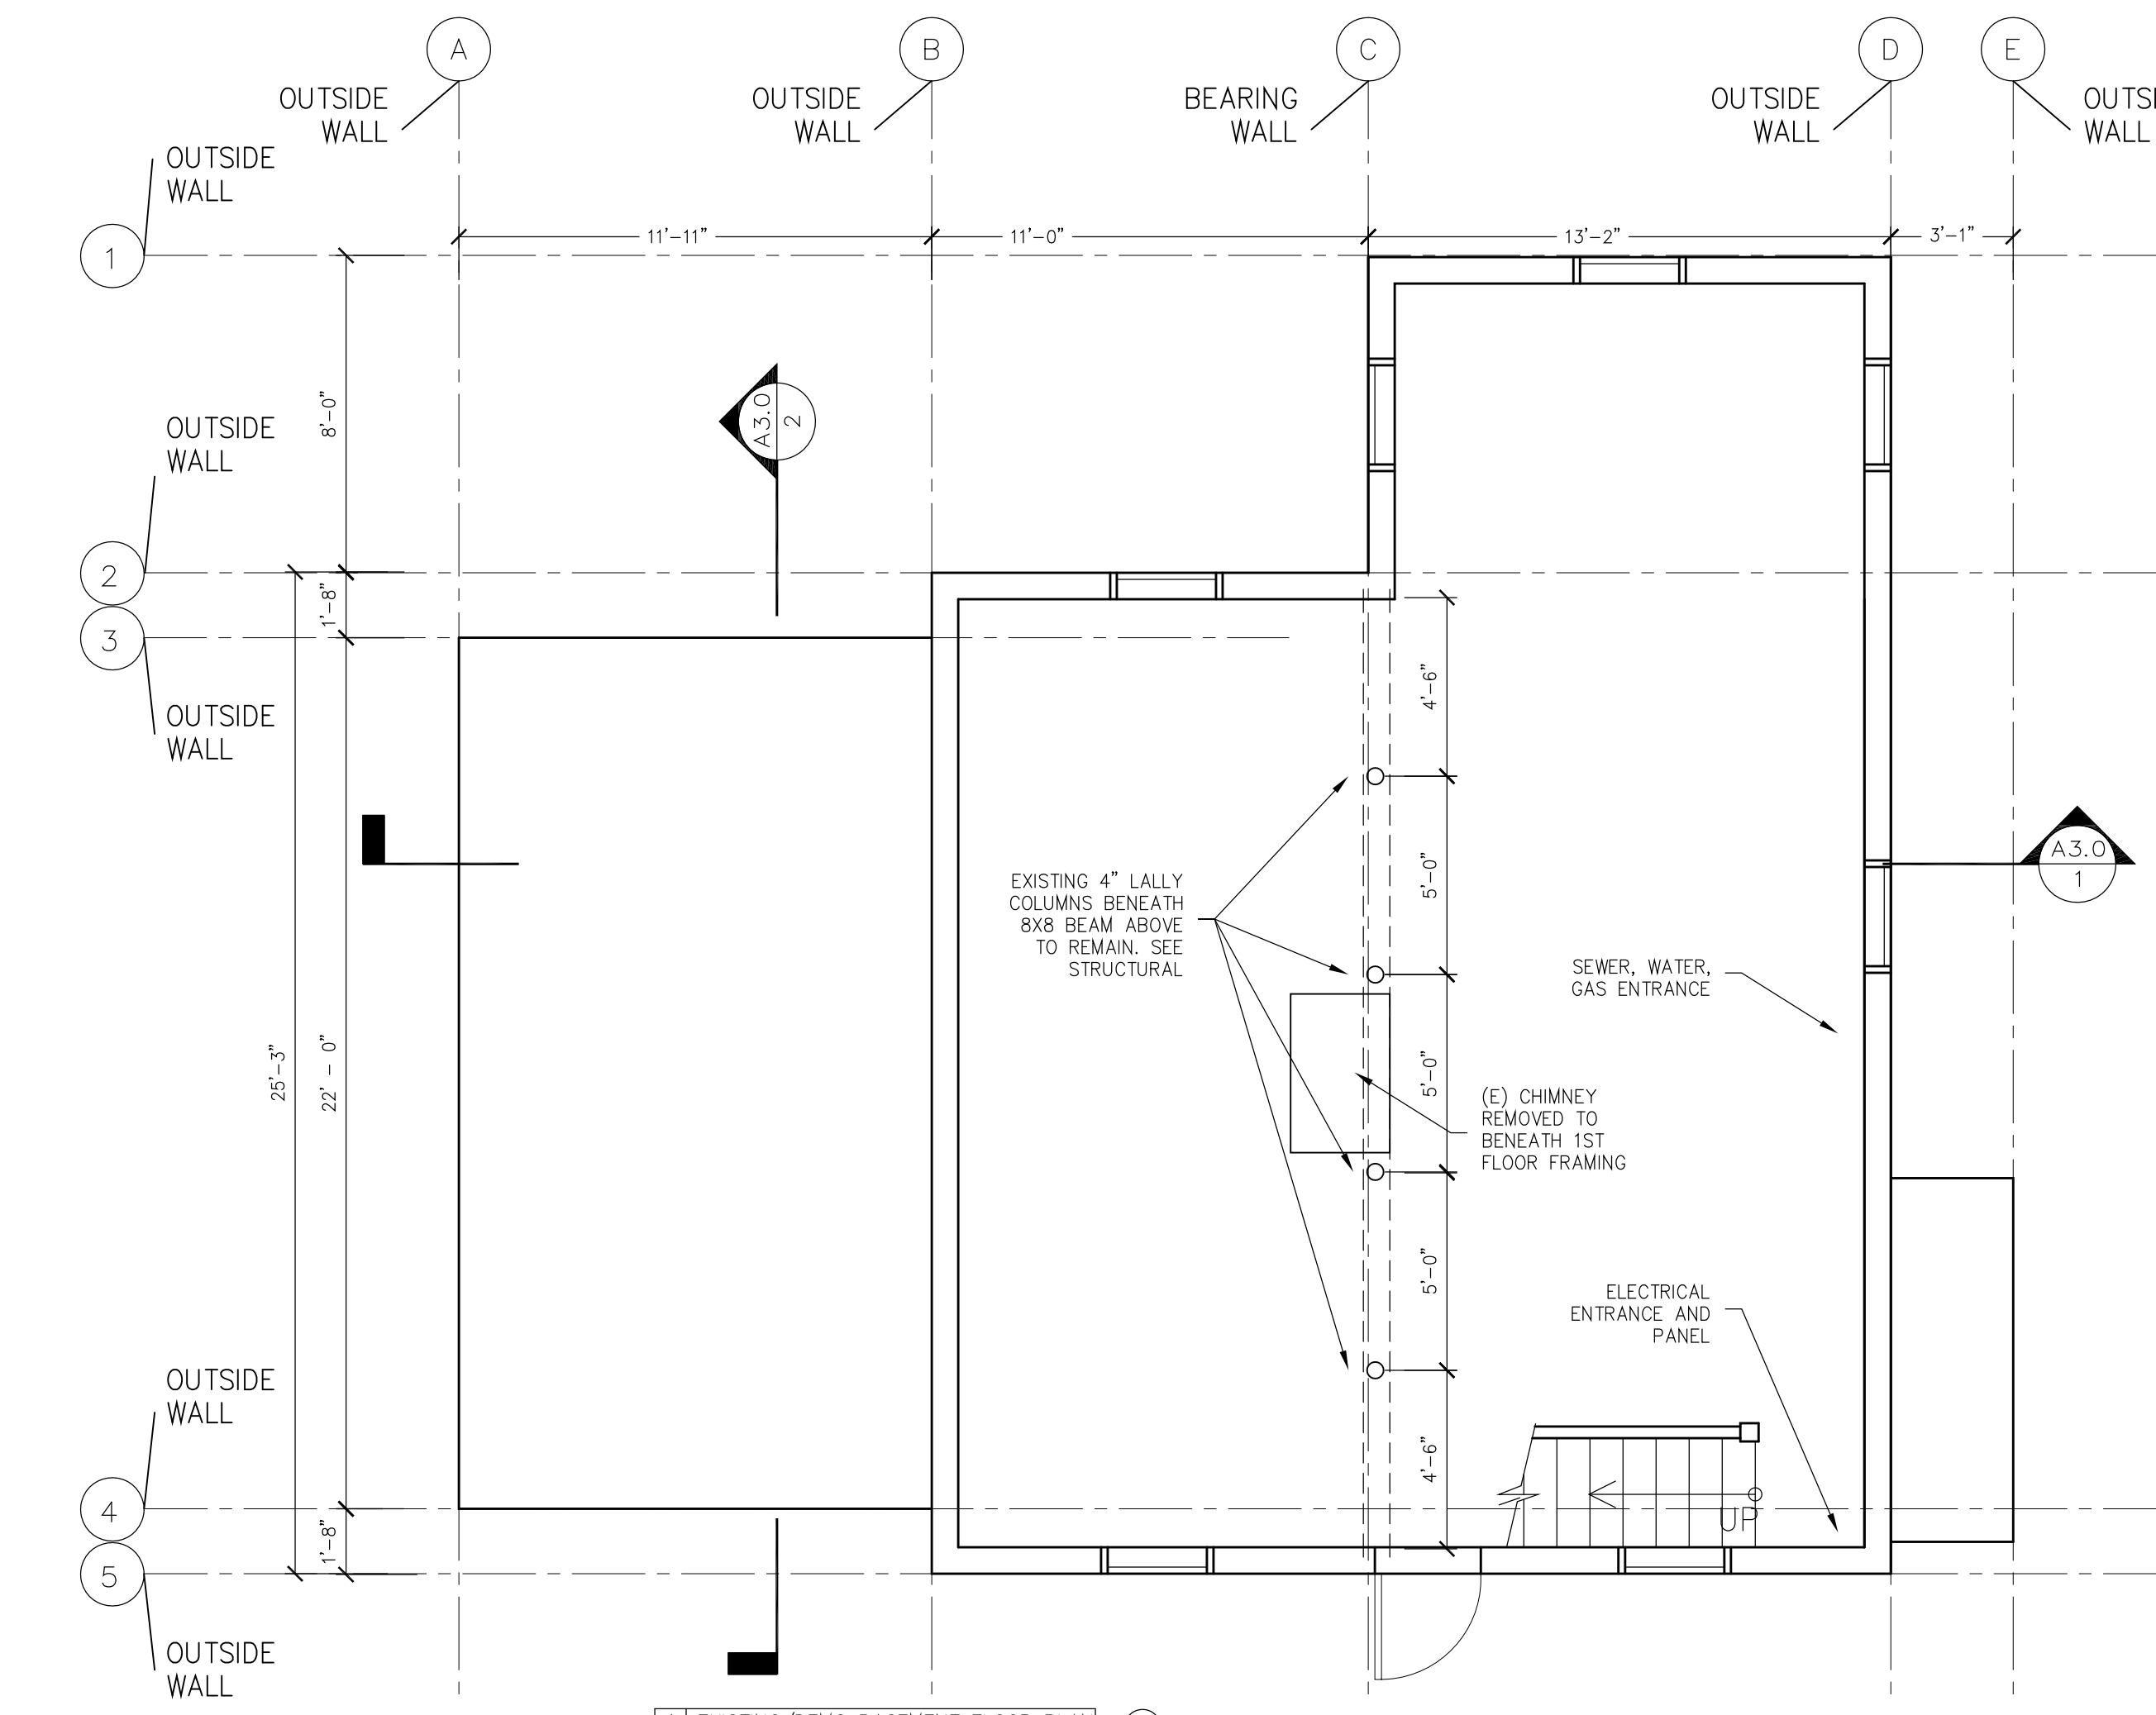 A
B
C
D
E
OUTSIDE
WALL
OUTSIDE
WALL
BEARING
WALL
OUTSIDE
WALL
WALL
OUTSIDE
WALL
1
11'-11"
11'-0"
13'-2"
3'-1"
8'-0"
A3.0
2
OUTSIDE
WALL
2
1'-8"
3
OUTSIDE
WALL
4'-6"
5'-0"
5'-0"
5'-0"
4'-6"
EXISTING 4" LALLY
COLUMNS BENEATH
8X8 BEAM ABOVE
TO REMAIN. SEE
STRUCTURAL
A3.0
1
SEWER, WATER,
GAS ENTRANCE
25'-3"
22' - 0"
(E) CHIMNEY
REMOVED TO
BENEATH 1ST
FLOOR FRAMING
ELECTRICAL
ENTRANCE AND
PANEL
UP
OUTSIDE
WALL
4
1'-8"
5
OUTSIDE
WALL